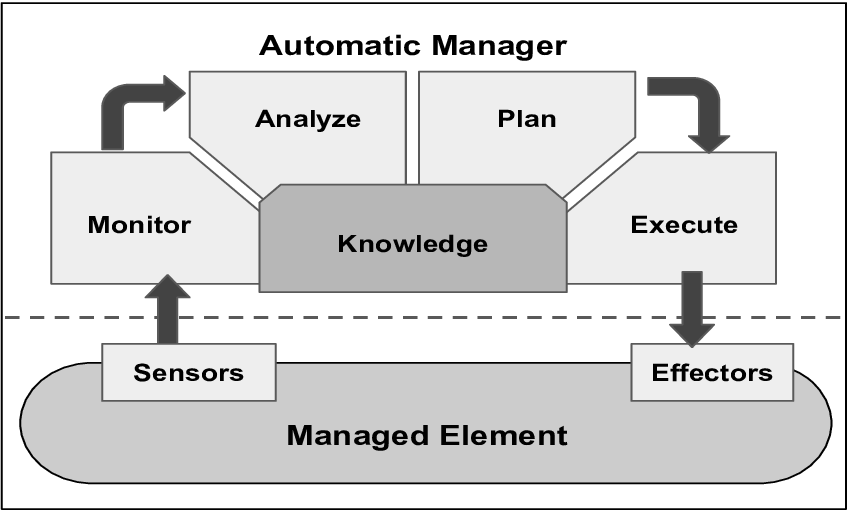 Automatic Manager
Analyze
Plan
Monitor
Knowledge
Execute
Sensors
Effectors
Managed Element